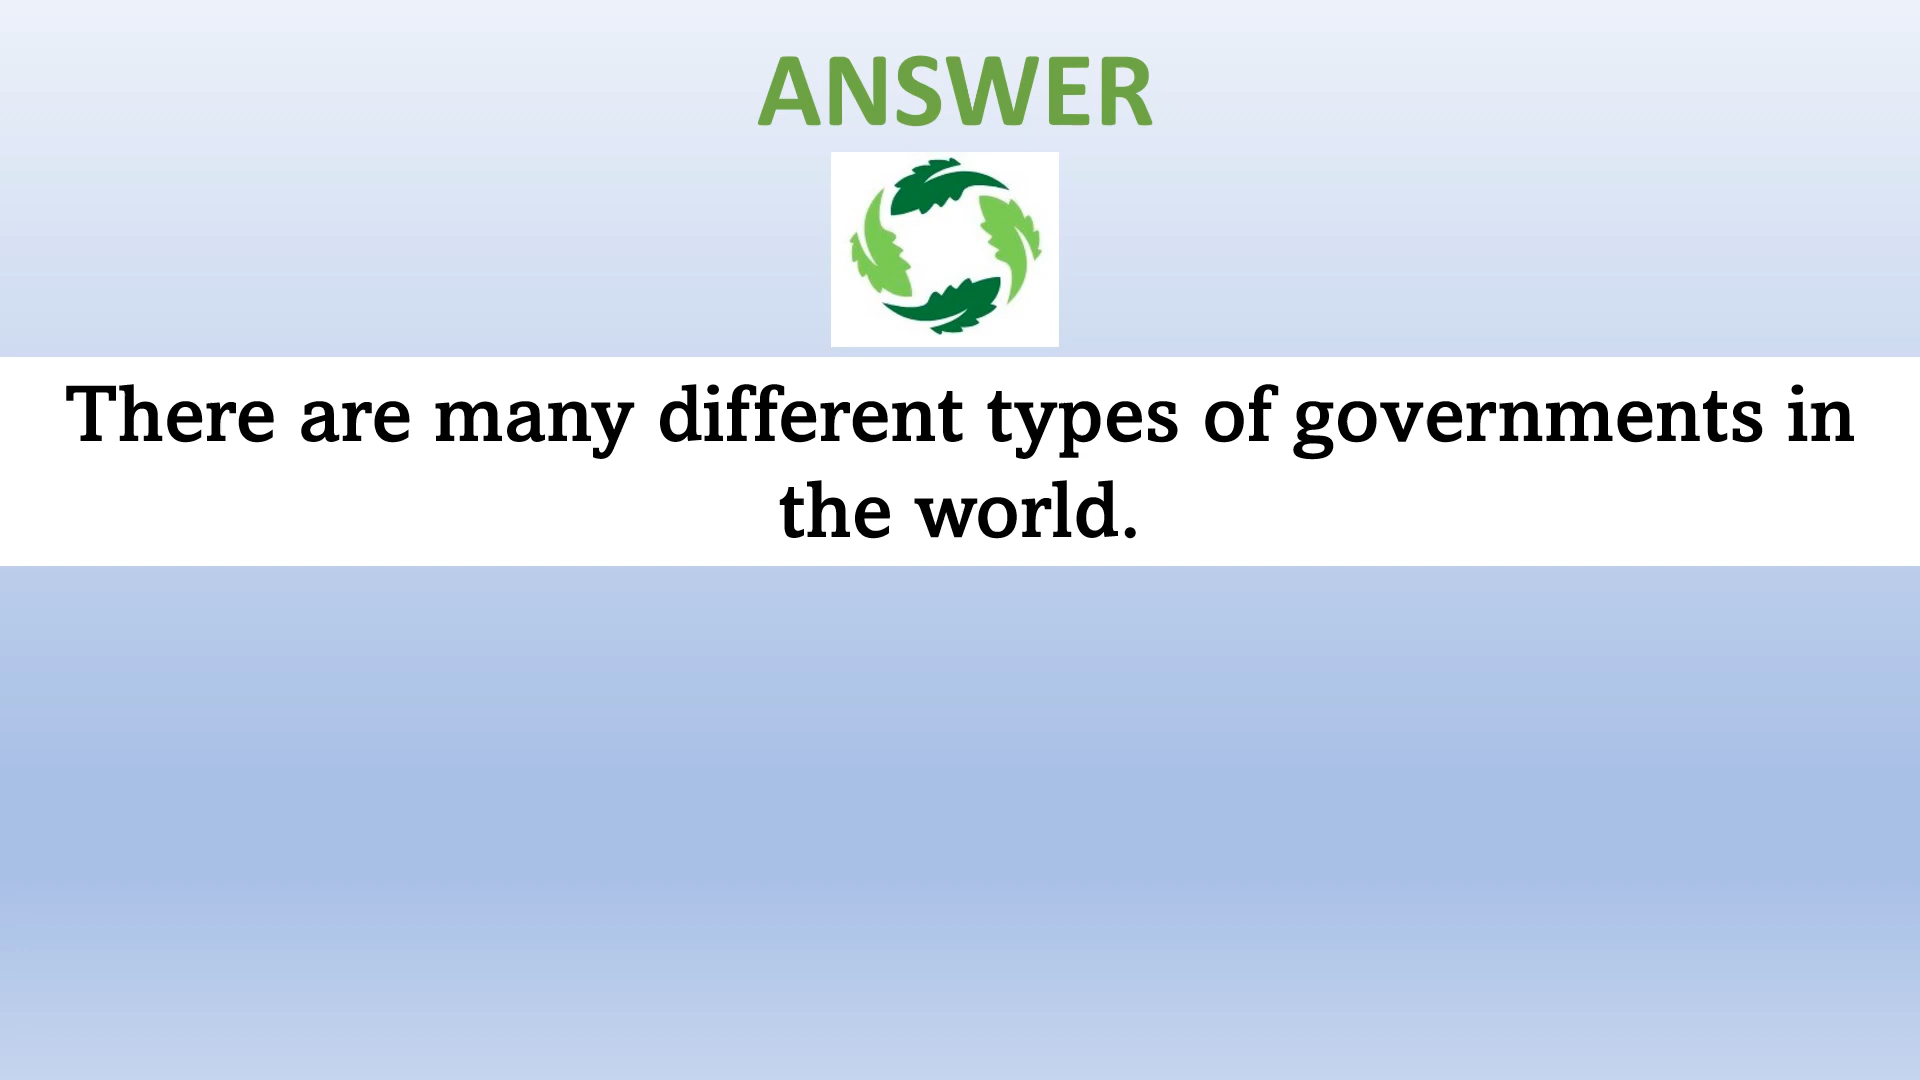 ANSWER
There are many different types of governments in
the world.